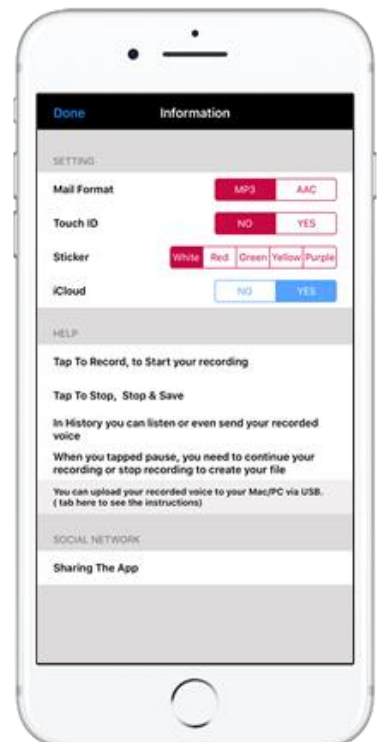 Done Information
SETTING
Mail Format MP3 AAC
Touch ID NO YES
Sticker White Red Green Yellow Purple
iCloud NO YES
HELP
Tap To Record, to Start your recording
Tap To Stop, Stop & Save
In History you can listen or even send your recorded
voice
When you tapped pause, you need to continue your
recording or stop recording to create your file
You can upload your recorded voice to your Mac/PC via USB.
( tab here to see the instructions)
SOCIAL NETWORK
Sharing The App